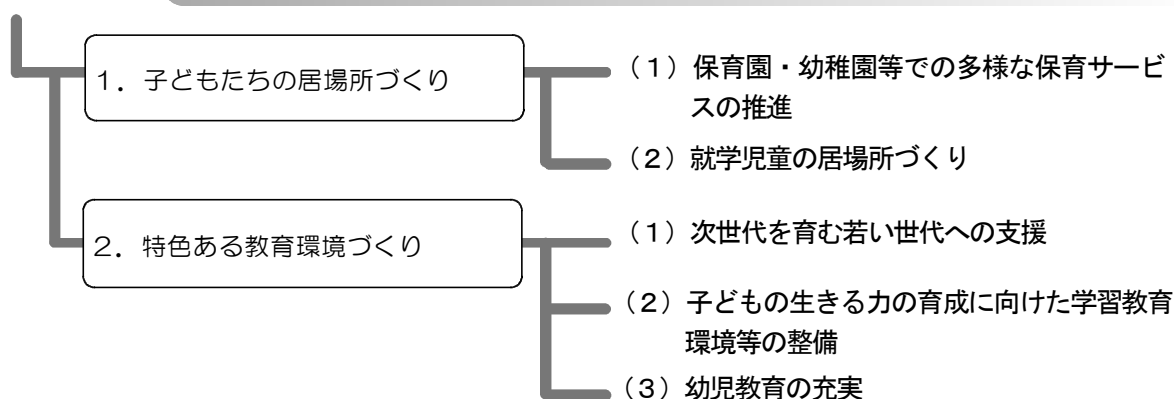 １．子どもたちの居場所づくり
（１）保育園・幼稚園等での多様な保育サービ
スの推進
（２）就学児童の居場所づくり
２．特色ある教育環境づくり
（１）次世代を育む若い世代への支援
（２）子どもの生きる力の育成に向けた学習教育
環境等の整備
（３）幼児教育の充実